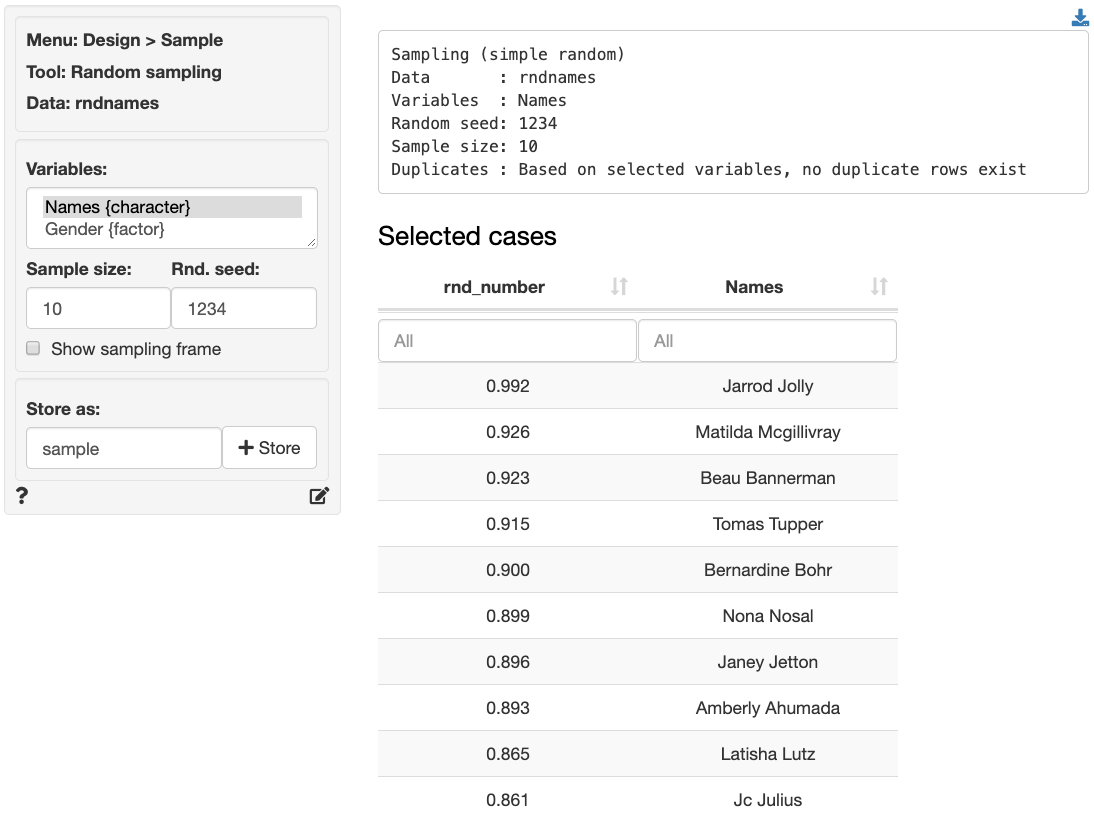 Menu: Design > Sample
Tool: Random sampling
Data: rndnames
Variables:
Names {character}
Gender {factor}
Sample size: Rnd. seed:
10 1234
Show sampling frame
Store as:
sample + Store
?
Sampling (simple random)
Data       : rndnames
Variables  : Names
Random seed: 1234
Sample size: 10
Duplicates : Based on selected variables, no duplicate rows exist
Selected cases
rnd_number Names
All All
0.992 Jarrod Jolly
0.926 Matilda Mcgillivray
0.923 Beau Bannerman
0.915 Tomas Tupper
0.900 Bernardine Bohr
0.899 Nona Nosal
0.896 Janey Jetton
0.893 Amberly Ahumada
0.865 Latisha Lutz
0.861 Jc Julius